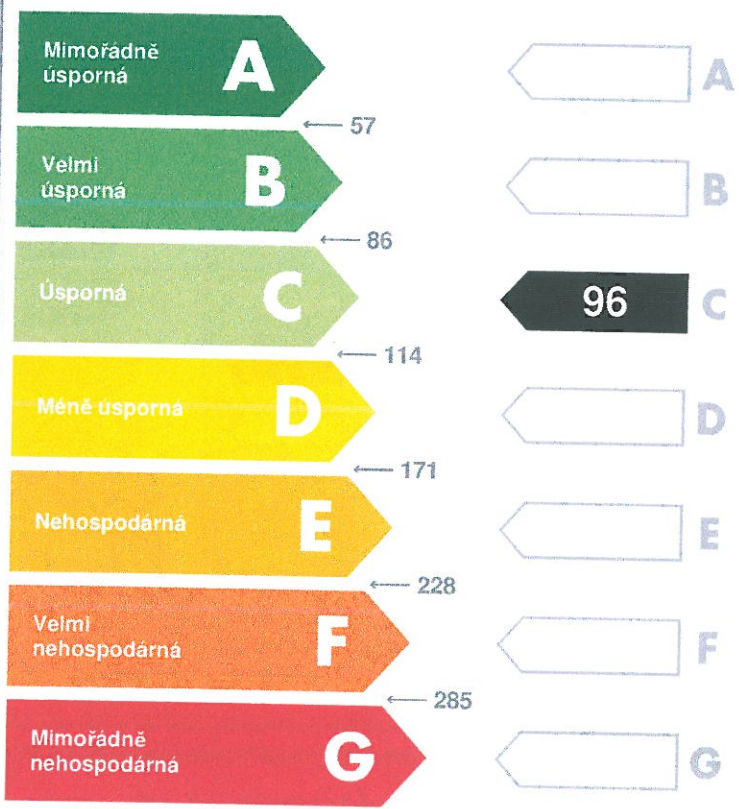 Mimořádně
úsporná
A
A
57
Velmi
úsporná
B
B
86
Úsporná
C
96
C
114
Méně úsporná
D
D
171
Nehospodárná
E
E
228
Velmi
nehospodárná
F
F
285
Mimořádně
nehospodárná
G
G